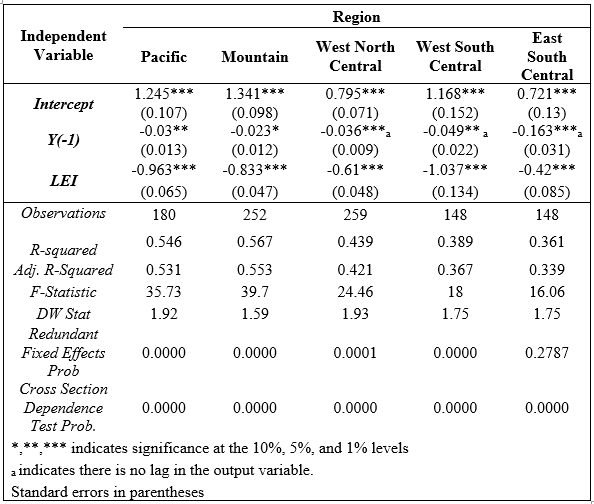 Independent Variable | Region
Pacific | Mountain | West North Central | West South Central | East South Central
Intercept | 1.245*** | 1.341*** | 0.795*** | 1.168*** | 0.721***
(0.107) | (0.098) | (0.071) | (0.152) | (0.13)
Y(-1) | -0.03** | -0.023* | -0.036***a | -0.049** a | -0.163***a
(0.013) | (0.012) | (0.009) | (0.022) | (0.031)
LEI | -0.963*** | -0.833*** | -0.61*** | -1.037*** | -0.42***
(0.065) | (0.047) | (0.048) | (0.134) | (0.085)
Observations | 180 | 252 | 259 | 148 | 148
R-squared | 0.546 | 0.567 | 0.439 | 0.389 | 0.361
Adj. R-Squared | 0.531 | 0.553 | 0.421 | 0.367 | 0.339
F-Statistic | 35.73 | 39.7 | 24.46 | 18 | 16.06
DW Stat | 1.92 | 1.59 | 1.93 | 1.75 | 1.75
Redundant Fixed Effects Prob | 0.0000 | 0.0000 | 0.0001 | 0.0000 | 0.2787
Cross Section Dependence Test Prob. | 0.0000 | 0.0000 | 0.0000 | 0.0000 | 0.0000
*,**,*** indicates significance at the 10%, 5%, and 1% levels
a indicates there is no lag in the output variable.
Standard errors in parentheses